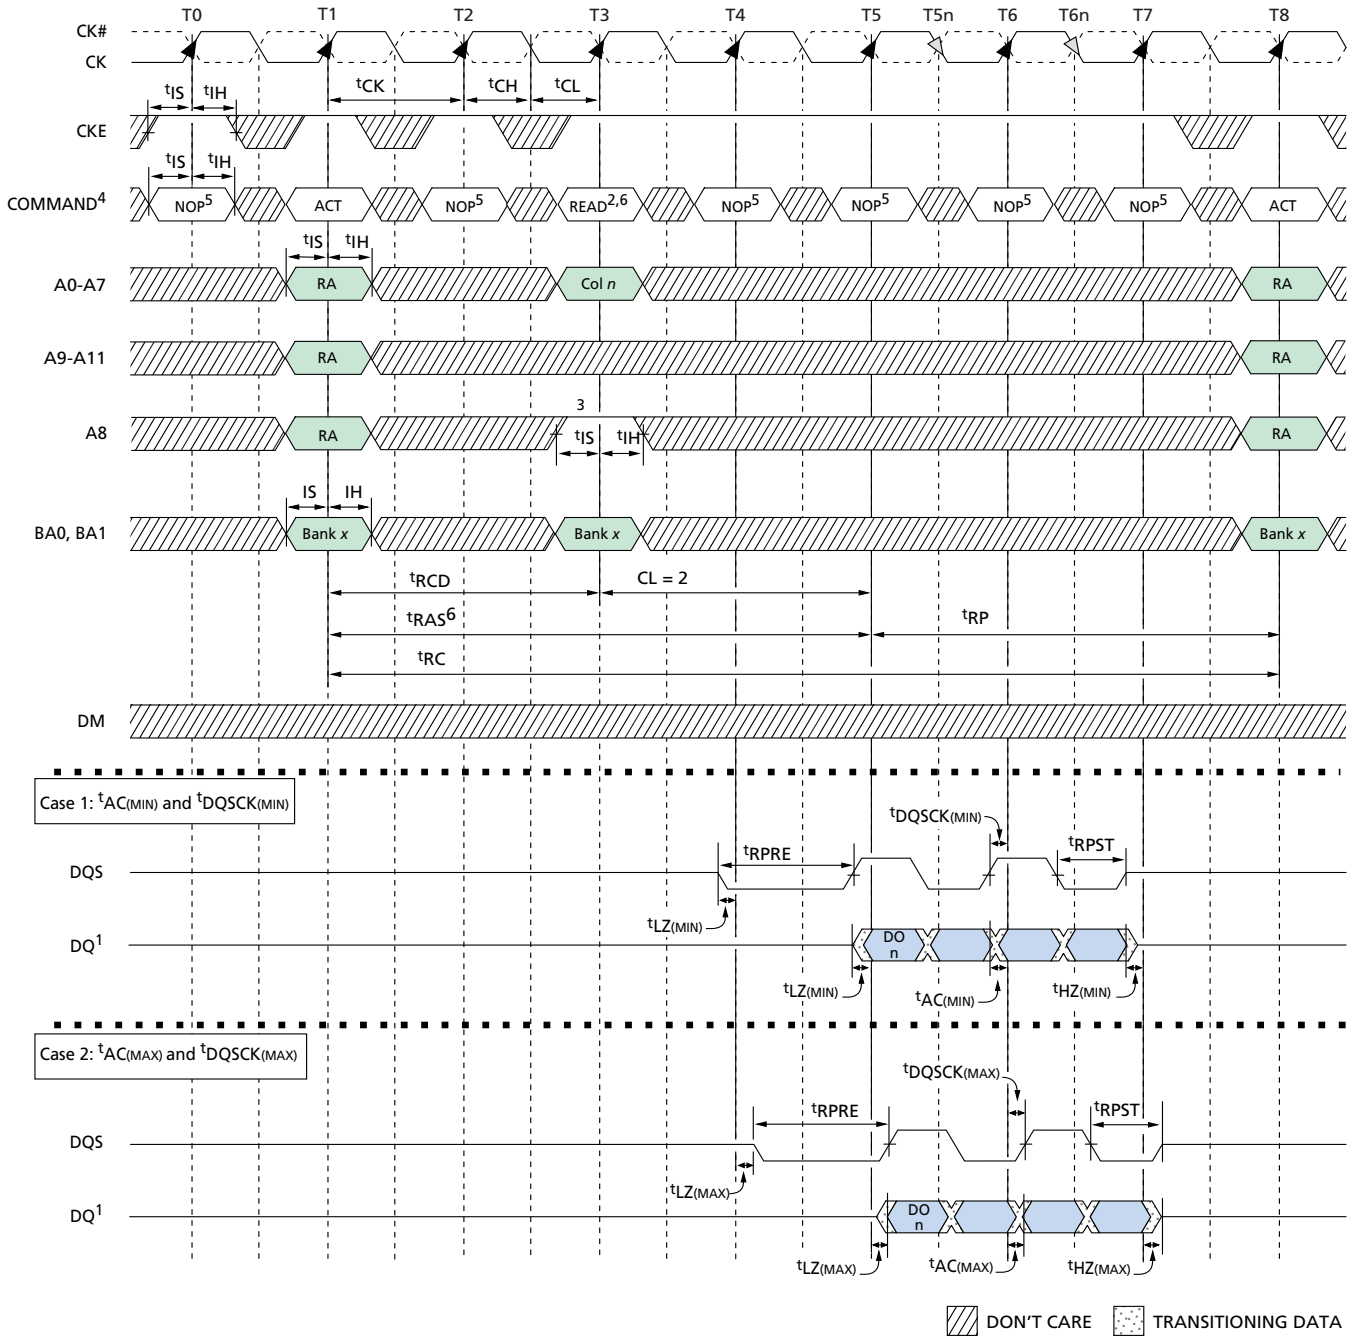 T0 T1 T2 T3 T4 T5 T5n T6 T6n T7 T8
CK#
CK
tIS tIH tCK tCH tCL
CKE
tIS tIH
COMMAND4 NOP5 ACT NOP5 READ2,6 NOP5 NOP5 NOP5 NOP5 ACT
tIS tIH
A0-A7 RA Col n RA
A9-A11 RA RA
3
A8 RA tIS tIH RA
IS IH
BA0, BA1 Bank x Bank x Bank x
tRCD CL = 2
tRAS6 tRP
tRC
DM
Case 1: tAC(MIN) and tDQSCK(MIN)
tDQSCK(MIN)
tRPRE tRPST
DQS
tLZ(MIN)
DQ1 DO n
tLZ(MIN) tAC(MIN) tHZ(MIN)
Case 2: tAC(MAX) and tDQSCK(MAX)
tDQSCK(MAX)
tRPRE tRPST
DQS
tLZ(MAX)
DQ1 DO n
tLZ(MAX) tAC(MAX) tHZ(MAX)
DON'T CARE TRANSITIONING DATA